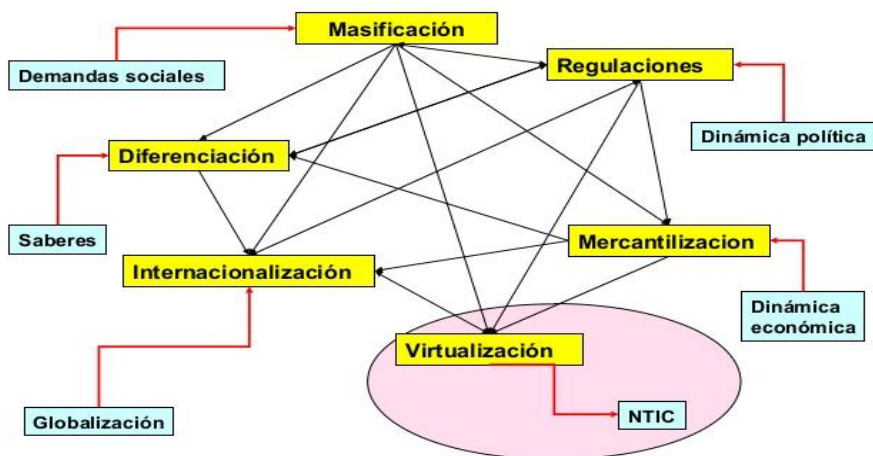 Masificación
Demandas sociales
Regulaciones
Dinámica política
Diferenciación
Saberes
Mercantilizacion
Internacionalización
Dinámica
económica
Virtualización
Globalización
NTIC